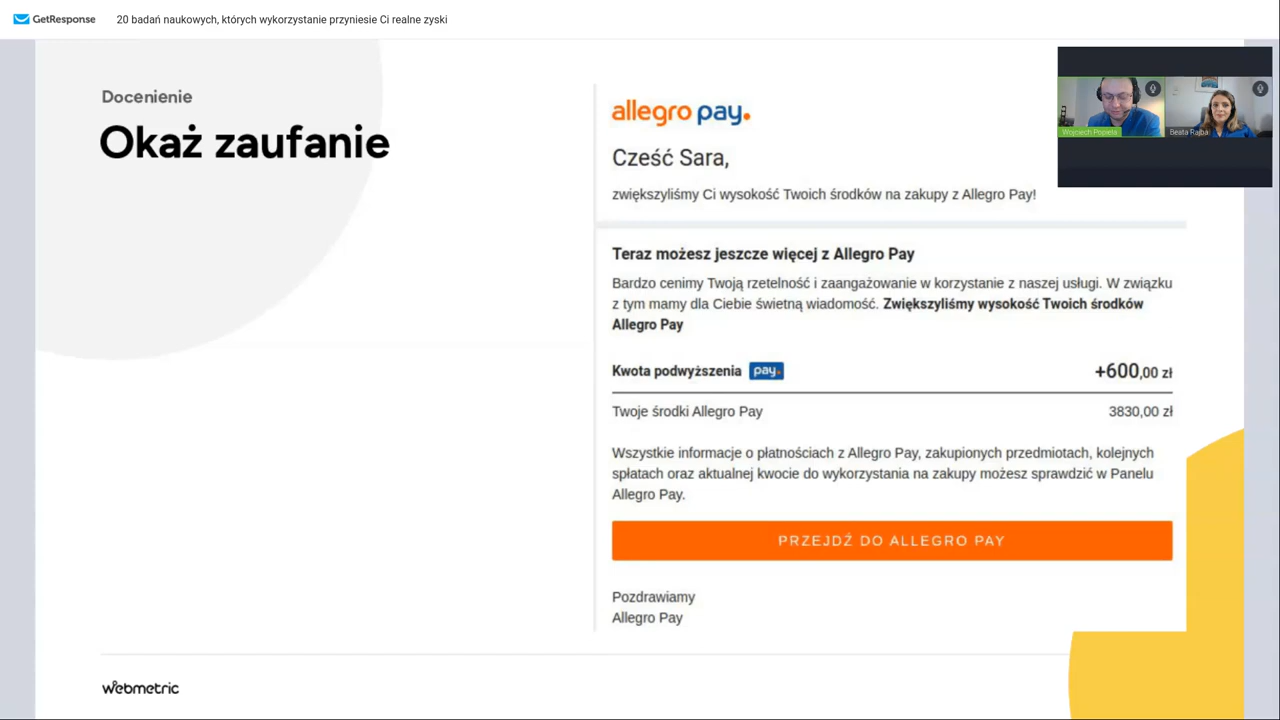 GetResponse
20 badań naukowych, których wykorzystanie przyniesie Ci realne zyski
Docenienie
Okaż zaufanie
allegro pay.
Cześć Sara,
zwiększyliśmy Ci wysokość Twoich środków na zakupy z Allegro Pay!
Teraz możesz jeszcze więcej z Allegro Pay
Bardzo cenimy Twoją rzetelność i zaangażowanie w korzystanie z naszej usługi. W związku
z tym mamy dla Ciebie świetną wiadomość. Zwiększyliśmy wysokość Twoich środków
Allegro Pay
Kwota podwyższenia pay. +600,00 zł
Twoje środki Allegro Pay 3830,00 zł
Wszystkie informacje o płatnościach z Allegro Pay, zakupionych przedmiotach, kolejnych
spłatach oraz aktualnej kwocie do wykorzystania na zakupy możesz sprawdzić w Panelu
Allegro Pay.
PRZEJDŹ DO ALLEGRO PAY
Pozdrawiamy
Allegro Pay
Wojciech Popiela
Beata Rajba
webmetric